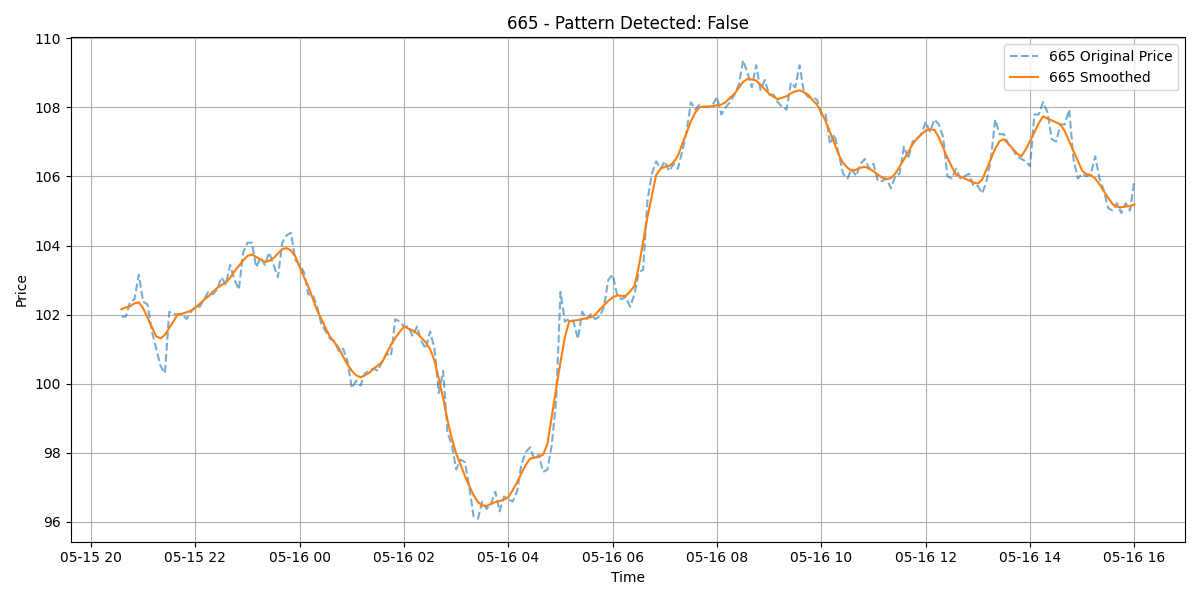 665 - Pattern Detected: False
110
108
106
104
102
100
98
96
Price
665 Original Price
665 Smoothed
05-15 20 05-15 22 05-16 00 05-16 02 05-16 04 05-16 06 05-16 08 05-16 10 05-16 12 05-16 14 05-16 16
Time